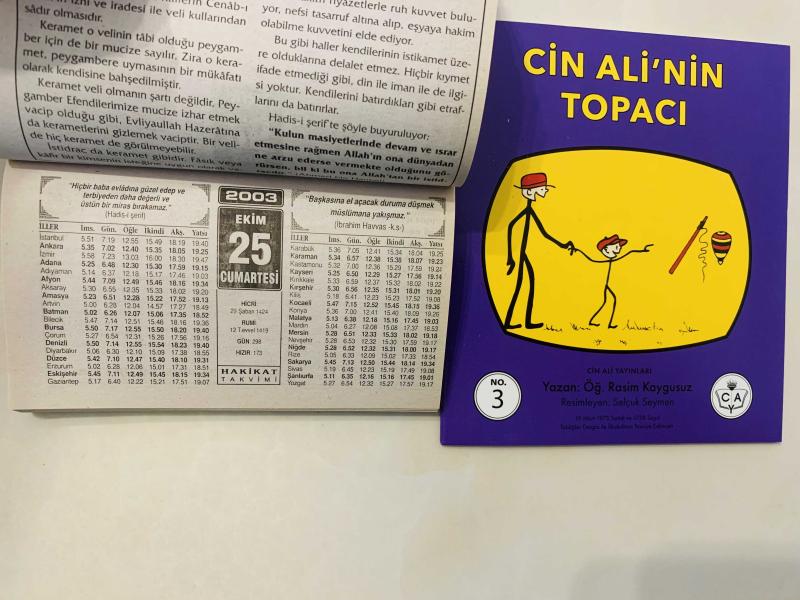 izni ve iradesi ile veli kullarından
sâdır olmasıdır.
Keramet o velinin tâbi olduğu peygam-
ber için de bir mucize sayılır. Zira o kera-
met, peygambere uymasının bir mükâfatı
olarak kendisine bahşedilmiştir.
Keramet veli olmanın şartı değildir. Pey-
gamber Efendilerimize mucize izhar etmek
vacip olduğu gibi, Evliyaullah Hazerâtına
da kerametlerini gizlemek vaciptir. Bir veli-
de hiç keramet de görülmeyebilir.
İstidraç da keramet gibidir. Fâsık veya
riyazetlerle ruh kuvvet bulu-
yor, nefsi tasarruf altına alıp, eşyaya hakim
olabilme kuvvetini elde ediyor.
Bu gibi haller kendilerinin istikamet üze-
re olduklarına delalet etmez. Hiçbir kıymet
ifade etmediği gibi, din ile iman ile de ilgi-
si yoktur. Kendilerini batırdıkları gibi etraf-
larını da batırırlar.
Hadis-i şerif'te şöyle buyuruluyor:
"Kulun masiyetlerinde devam ve ısrar
etmesine rağmen Allah'ın ona dünyadan
ne arzu ederse vermekte olduğunu gö-
rürsen, bil ki bu ona Allah'tan bir istid-
"Hiçbir baba evlâdına güzel edep ve
terbiyeden daha değerli ve
üstün bir miras bırakamaz."
(Hadis-i şerif)
İLLER İms. Gün. Öğle İkindi Akş. Yatsı
İstanbul 5.51 7.19 12.55 15.49 18.19 19.40
Ankara 5.35 7.02 12.40 15.35 18.05 19.25
İzmir 5.58 7.23 13.03 16.00 18.30 19.47
Adana 5.25 6.48 12.30 15.30 17.59 19.15
Adıyaman 5.14 6.37 12.18 15.17 17.46 19.03
Afyon 5.44 7.09 12.49 15.46 18.16 19.34
Aksaray 5.30 6.55 12.35 15.33 18.02 19.20
Amasya 5.23 6.51 12.28 15.22 17.52 19.13
Artvin 5.00 6.28 12.04 14.57 17.27 18.49
Batman 5.02 6.26 12.07 15.06 17.35 18.52
Bilecik 5.47 7.14 12.51 15.46 18.16 19.36
Bursa 5.50 7.17 12.55 15.50 18.20 19.40
Çorum 5.27 6.54 12.31 15.26 17.56 19.16
Denizli 5.50 7.14 12.55 15.54 18.23 19.40
Diyarbakır 5.06 6.30 12.10 15.09 17.38 18.55
Düzce 5.42 7.10 12.47 15.40 18.10 19.31
Erzurum 5.02 6.28 12.06 15.01 17.31 18.51
Eskişehir 5.45 7.11 12.49 15.45 18.15 19.34
Gaziantep 5.17 6.40 12.22 15.21 17.51 19.07
2003
EKİM
25
CUMARTESİ
HİCRİ
29 Şaban 1424
RUMİ
12 Teşrinievvel 1419
GÜN 298
HIZIR 173
HAKİKAT
TAKVİMİ
"Başkasına el açacak duruma düşmek
müslümana yakışmaz."
(İbrahim Havvas -k.s-)
İLLER İms. Gün. Öğle İkindi Akş. Yatsı
Karabük 5.36 7.05 12.41 15.34 18.04 19.25
Karaman 5.34 6.57 12.38 15.38 18.07 19.23
Kastamonu 5.32 7.00 12.36 15.29 17.59 19.21
Kayseri 5.25 6.50 12.29 15.27 17.56 19.14
Kırıkkale 5.33 6.59 12.37 15.32 18.02 19.22
Kırşehir 5.30 6.56 12.35 15.31 18.01 19.20
Kilis 5.18 6.41 12.23 15.23 17.52 19.08
Kocaeli 5.47 7.15 12.52 15.45 18.15 19.36
Konya 5.36 7.00 12.41 15.40 18.09 19.26
Malatya 5.13 6.38 12.18 15.16 17.45 19.03
Mardin 5.04 6.27 12.08 15.08 17.37 18.53
Mersin 5.28 6.51 12.33 15.33 18.02 19.18
Nevşehir 5.28 6.53 12.32 15.30 17.59 19.17
Niğde 5.28 6.52 12.32 15.31 18.00 19.17
Rize 5.05 6.33 12.09 15.02 17.33 18.54
Sakarya 5.45 7.13 12.50 15.44 18.14 19.34
Sivas 5.19 6.45 12.23 15.19 17.49 19.08
Şanlıurfa 5.11 6.35 12.16 15.16 17.45 19.01
Yozgat 5.27 6.54 12.32 15.27 17.57 19.17
CİN ALİ'NİN
TOPACI
CİN ALİ YAYINLARI
Yazan: Öğ. Rasim Kaygusuz
Resimleyen: Selçuk Seymen
NO.
3
C A
Y